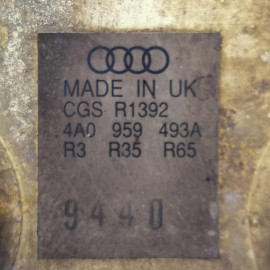 MADE IN UK
CGS R1392
4A0 959 493A
R3 R35 R65
9440